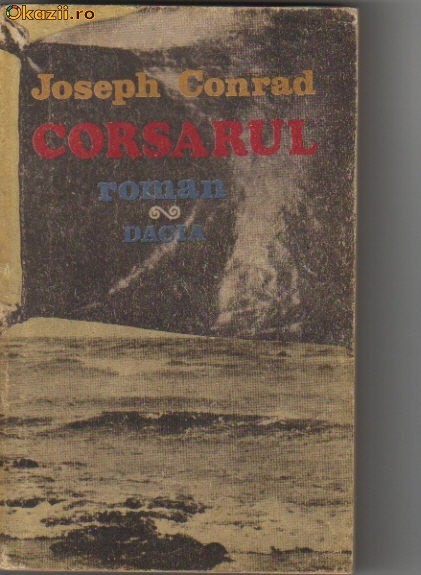 Okazii.ro
Joseph Conrad
CORSARUL
roman
DACIA